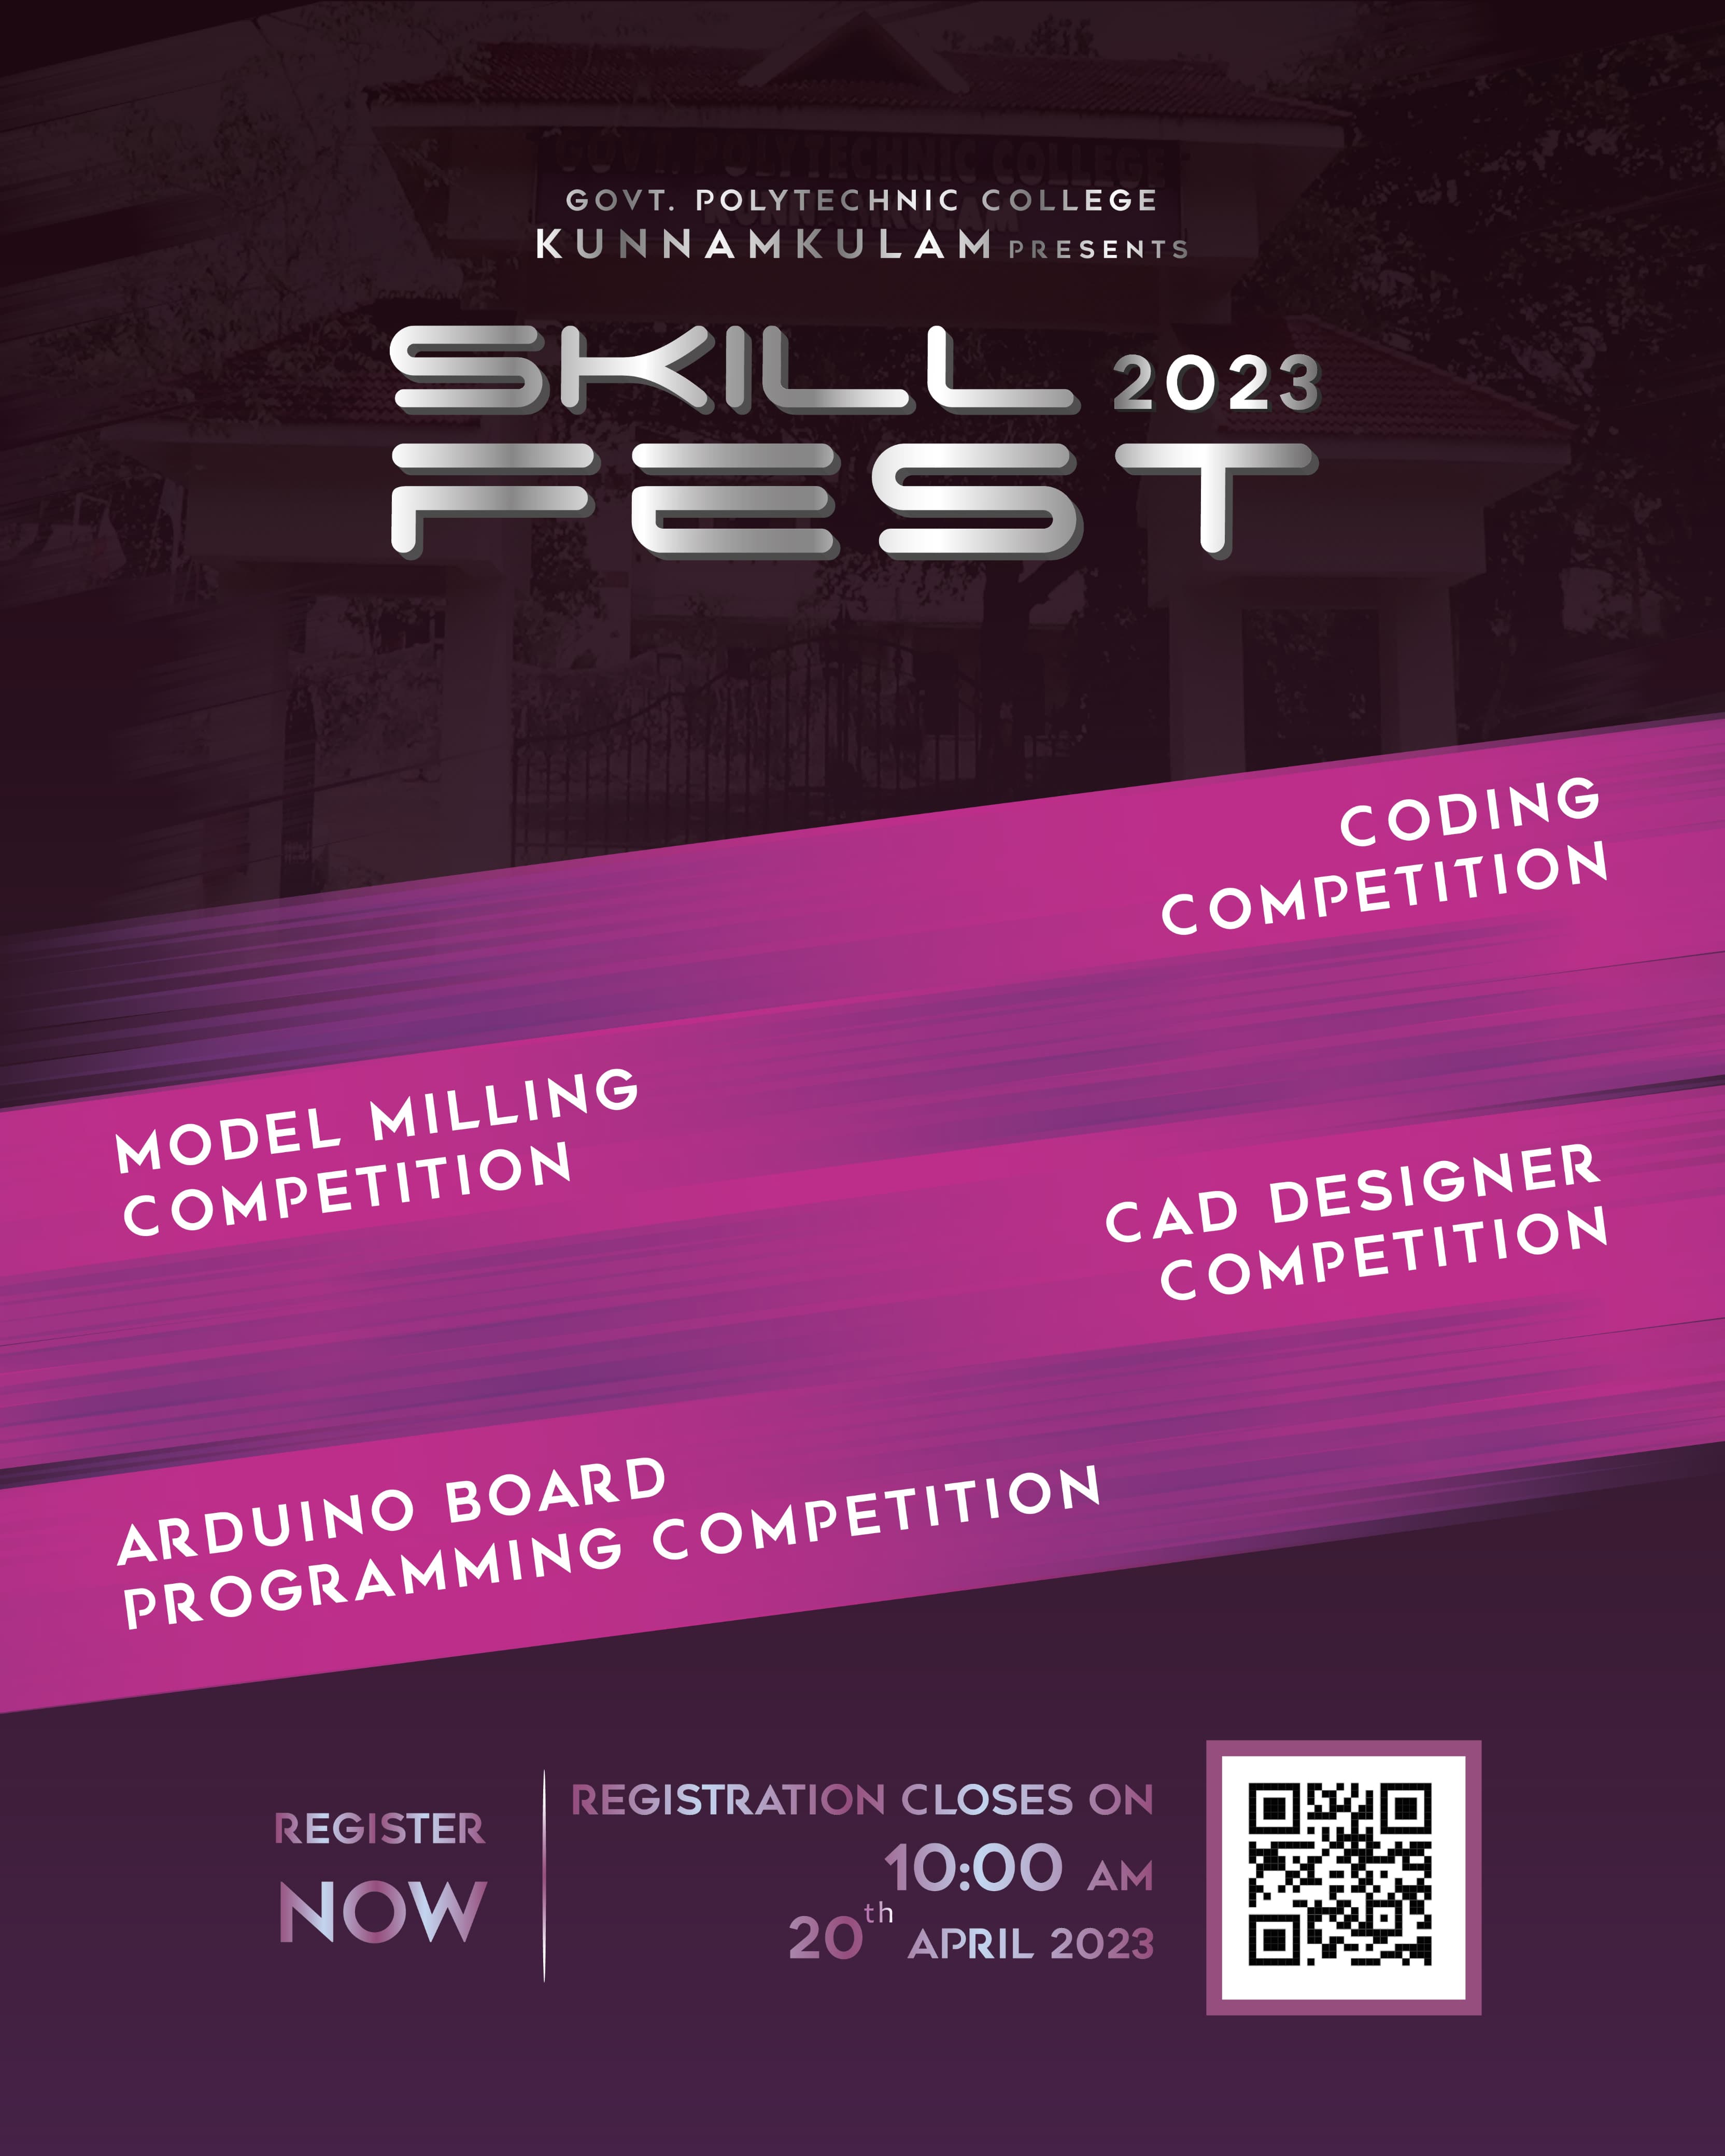 GOVT. POLYTECHNIC COLLEGE
KUNNAMKULAM PRESENTS
SKILL 2023
FEST
CODING
COMPETITION
MODEL MILLING
COMPETITION
CAD DESIGNER
COMPETITION
ARDUINO BOARD
PROGRAMMING COMPETITION
REGISTER
NOW
REGISTRATION CLOSES ON
10:00 AM
20th APRIL 2023